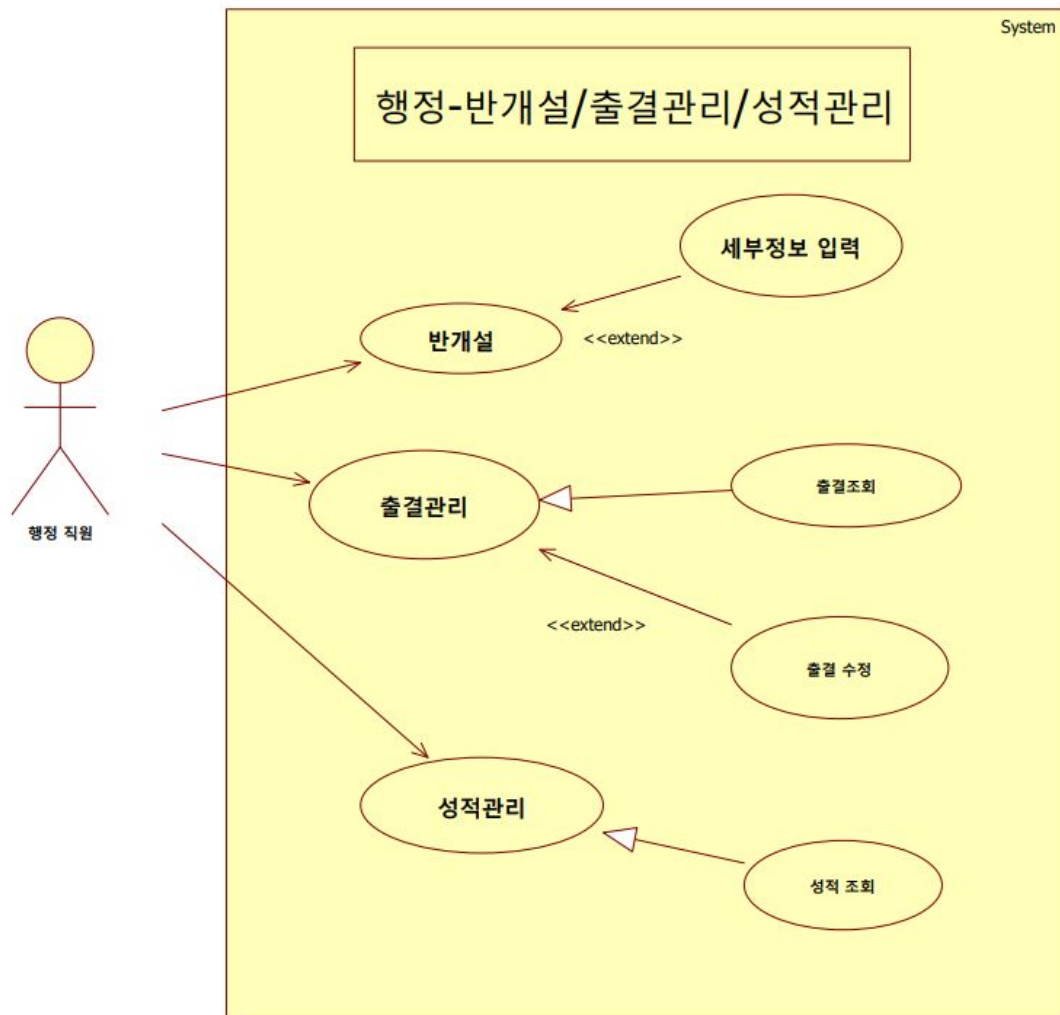 System
행정-반개설/출결관리/성적관리
세부정보 입력
반개설
<<extend>>
출결관리
출결조회
행정 직원
<<extend>>
출결 수정
성적관리
성적 조회